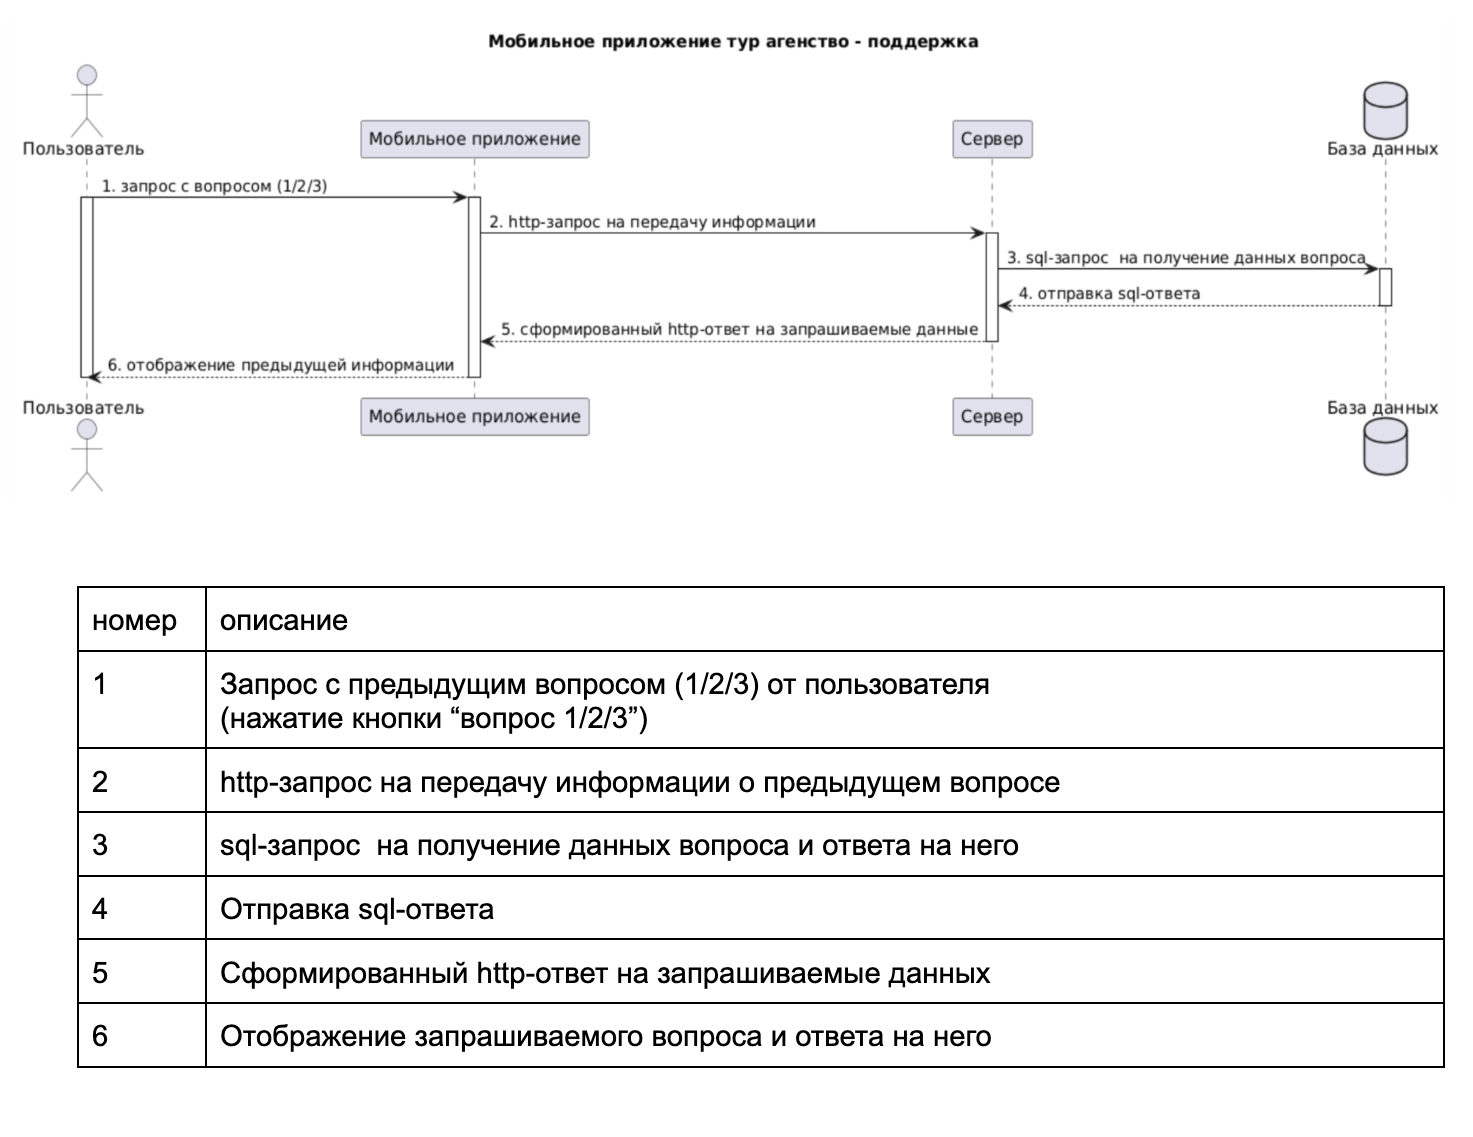 Мобильное приложение тур агенство - поддержка
Пользователь
Мобильное приложение
Сервер
База данных
1. запрос с вопросом (1/2/3)
2. http-запрос на передачу информации
3. sql-запрос  на получение данных вопроса
4. отправка sql-ответа
5. сформированный http-ответ на запрашиваемые данные
6. отображение предыдущей информации
Пользователь
Мобильное приложение
Сервер
База данных
номер
описание
1
Запрос с предыдущим вопросом (1/2/3) от пользователя
(нажатие кнопки “вопрос 1/2/3”)
2
http-запрос на передачу информации о предыдущем вопросе
3
sql-запрос  на получение данных вопроса и ответа на него
4
Отправка sql-ответа
5
Сформированный http-ответ на запрашиваемые данных
6
Отображение запрашиваемого вопроса и ответа на него